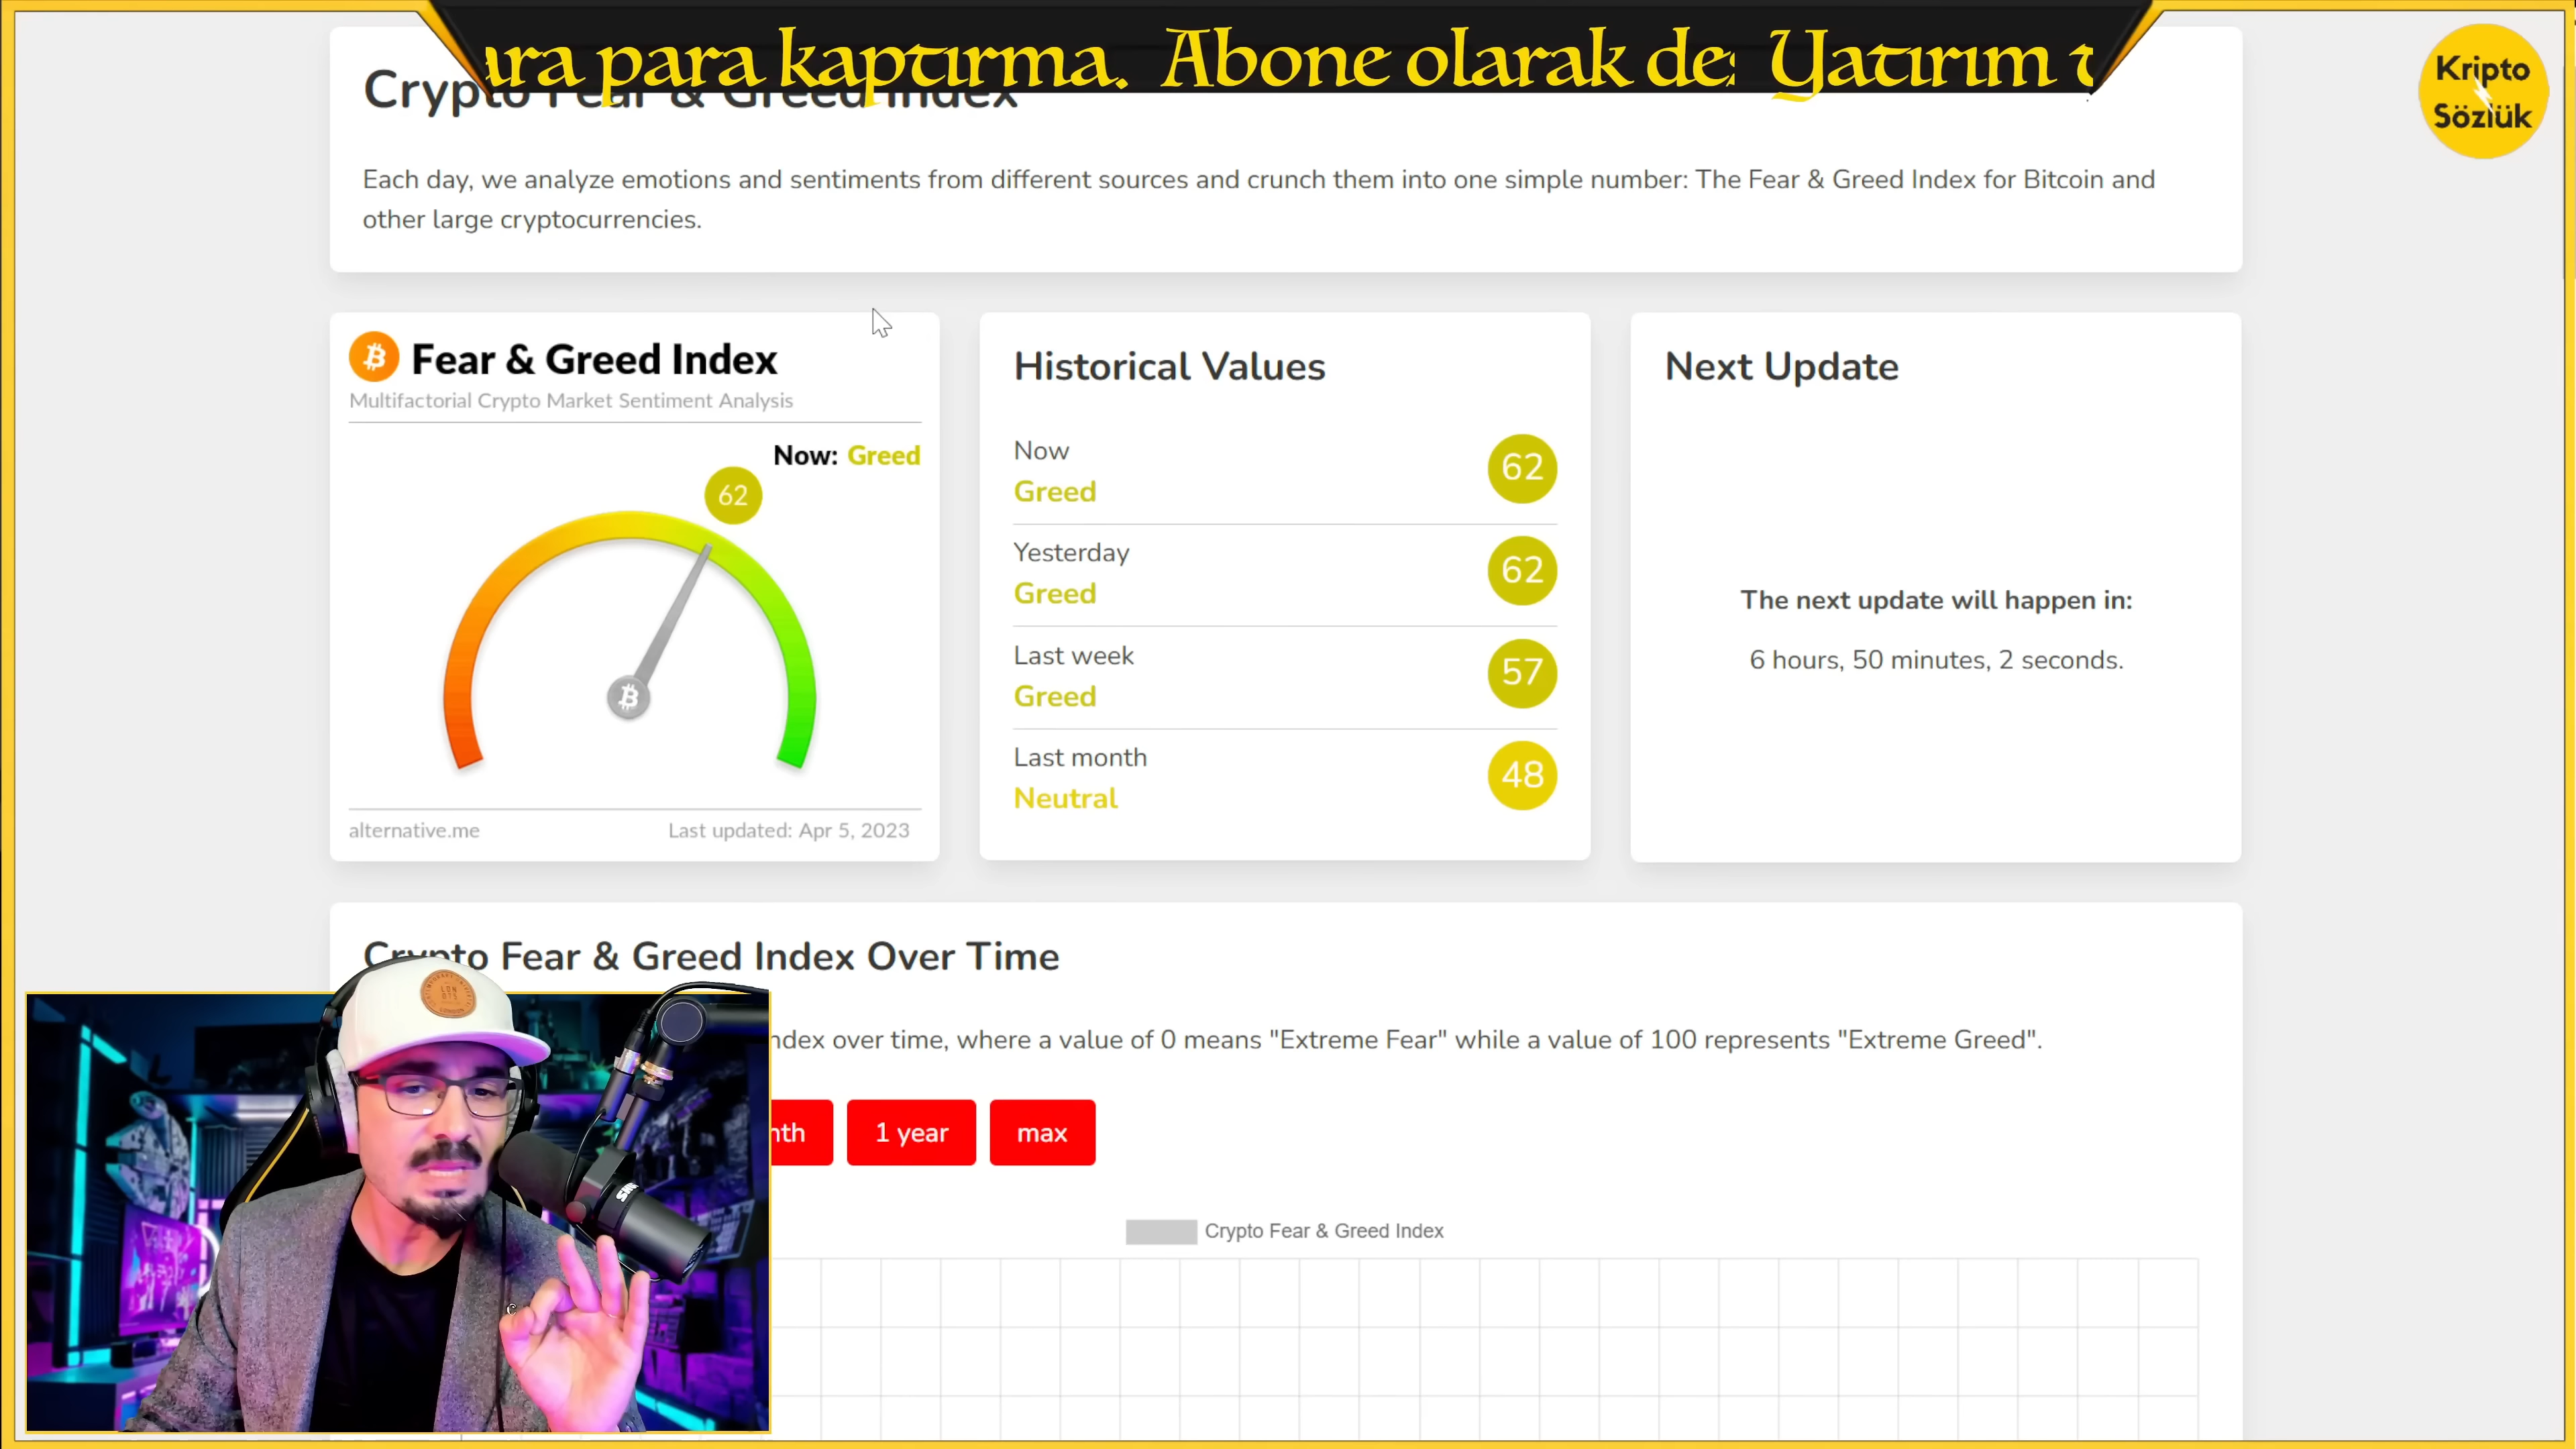 para kaptırma. Abone olarak Yatırım
Kripto
Sözlük
Crypto Fear & Greed Index
Each day, we analyze emotions and sentiments from different sources and crunch them into one simple number: The Fear & Greed Index for Bitcoin and
other large cryptocurrencies.
Fear & Greed Index
Multifactorial Crypto Market Sentiment Analysis
Now: Greed
62
alternative.me Last updated: Apr 5, 2023
Historical Values
Now
Greed
62
Yesterday
Greed
62
Last week
Greed
57
Last month
Neutral
48
Next Update
The next update will happen in:
6 hours, 50 minutes, 2 seconds.
Crypto Fear & Greed Index Over Time
over time, where a value of 0 means "Extreme Fear" while a value of 100 represents "Extreme Greed".
1 year
max
Crypto Fear & Greed Index